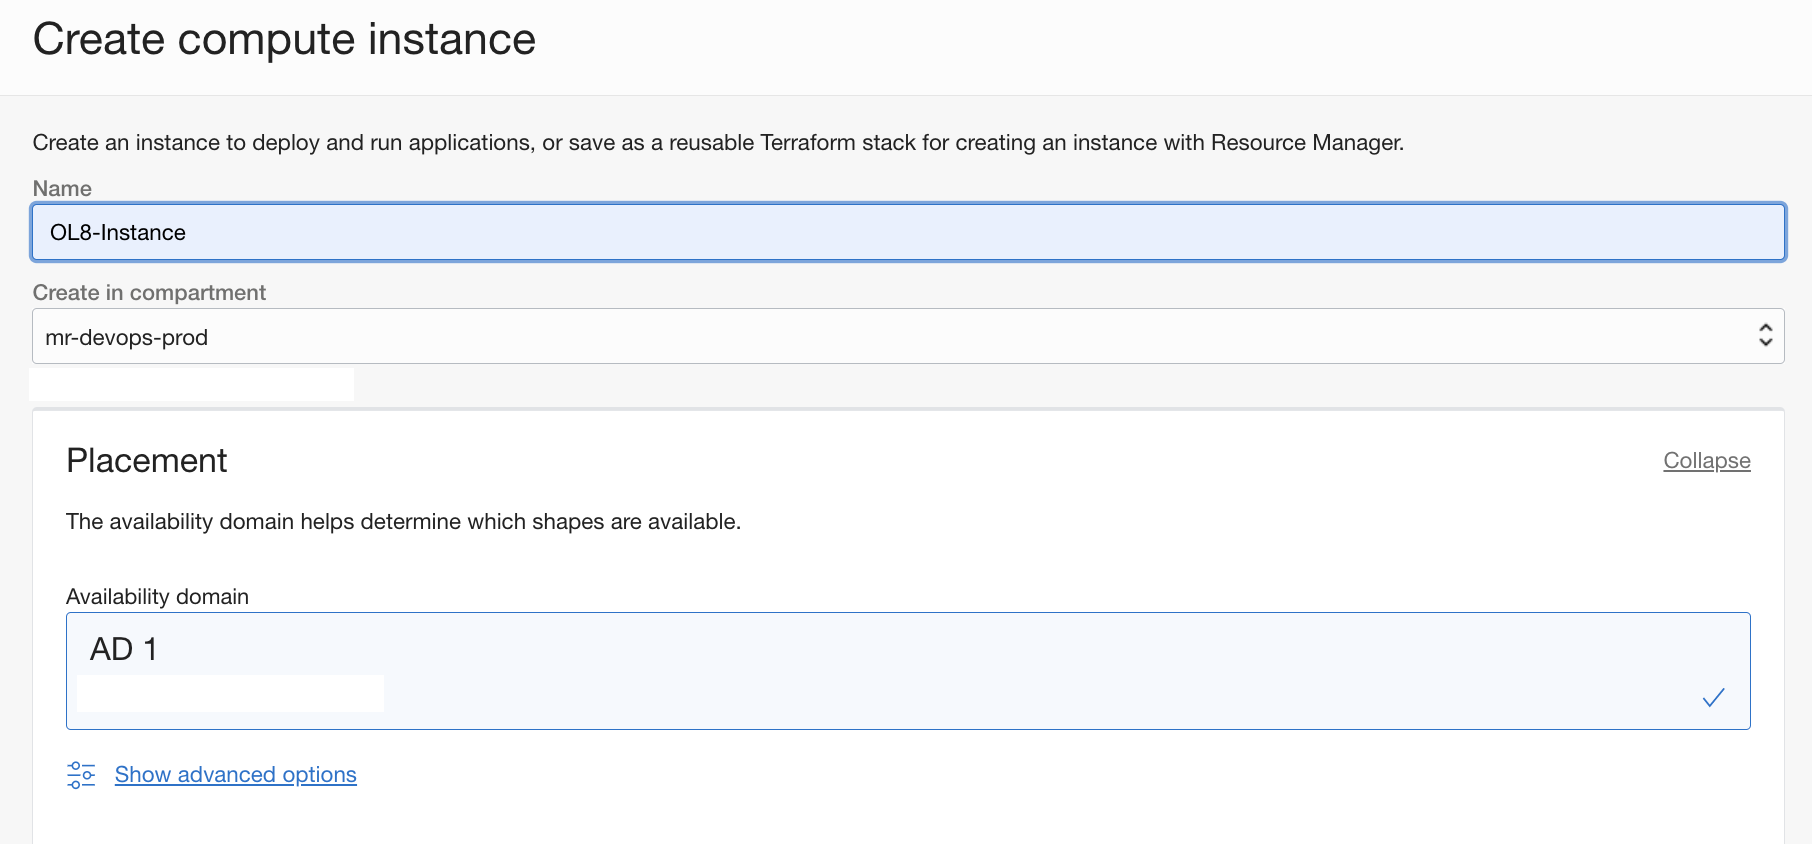 Create compute instance
Create an instance to deploy and run applications, or save as a reusable Terraform stack for creating an instance with Resource Manager.
Name
OL8-Instance
Create in compartment
mr-devops-prod
Placement
Collapse
The availability domain helps determine which shapes are available.
Availability domain
AD 1
Show advanced options